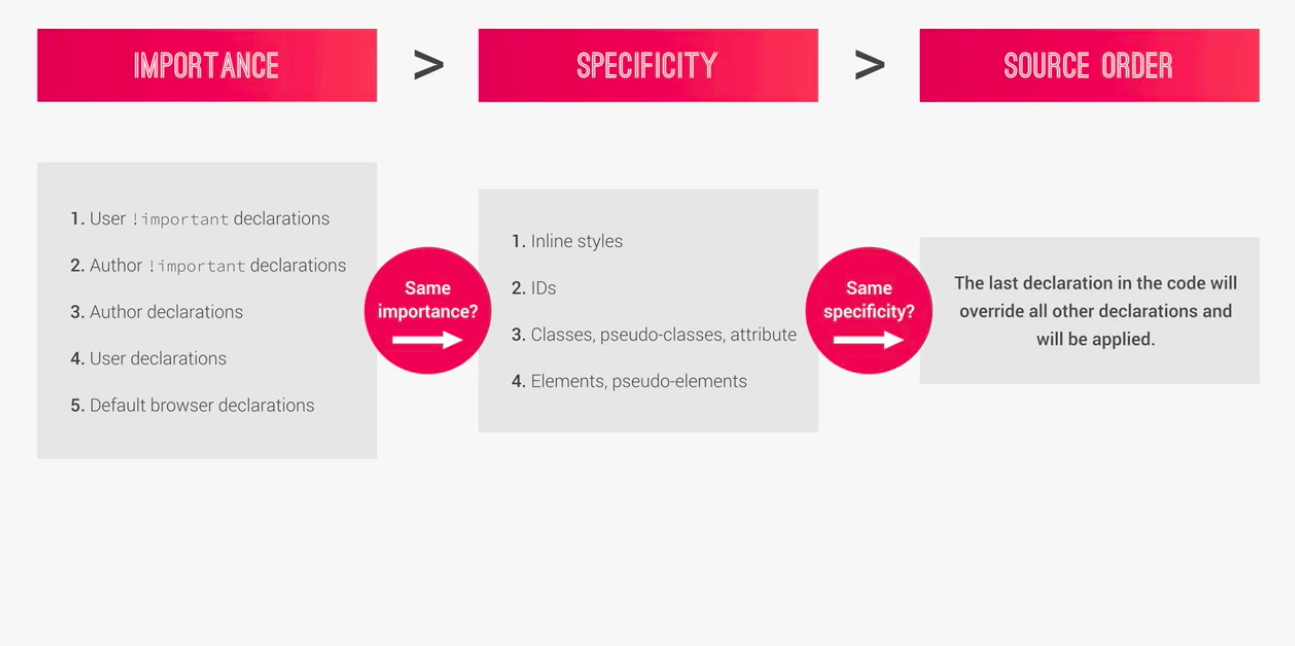 IMPORTANCE
>
SPECIFICITY
>
SOURCE ORDER
1. User !important declarations
2. Author !important declarations
3. Author declarations
4. User declarations
5. Default browser declarations
Same
importance?
1. Inline styles
2. IDs
3. Classes, pseudo-classes, attribute
4. Elements, pseudo-elements
Same
specificity?
The last declaration in the code will
override all other declarations and
will be applied.